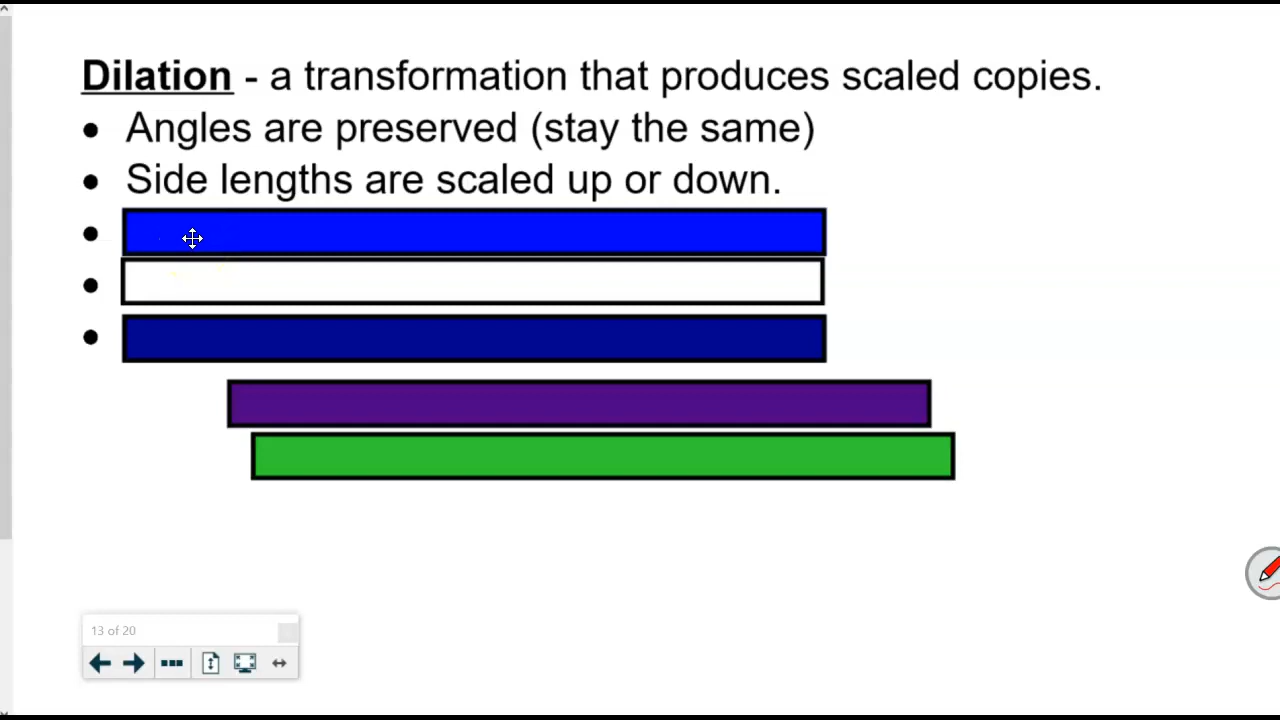 Dilation - a transformation that produces scaled copies.
• Angles are preserved (stay the same)
• Side lengths are scaled up or down.
•
•
•
13 of 20